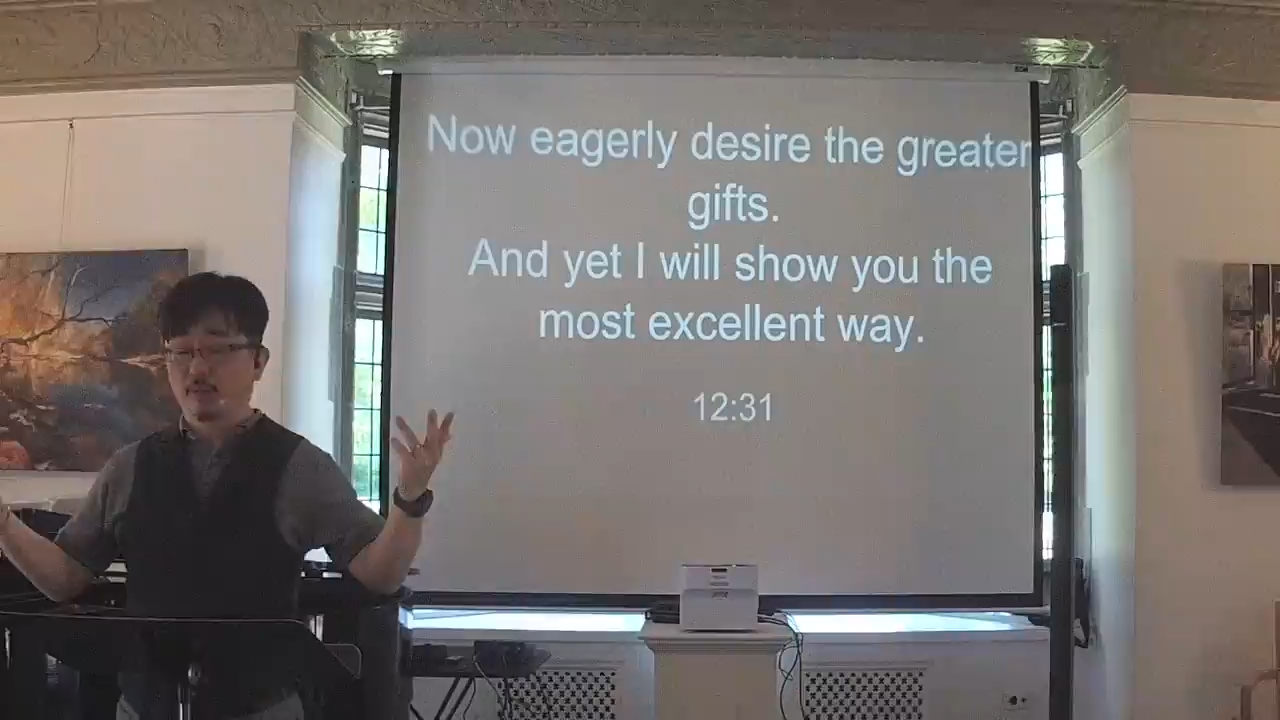 Now eagerly desire the greater
gifts.
And yet I will show you the
most excellent way.
12:31